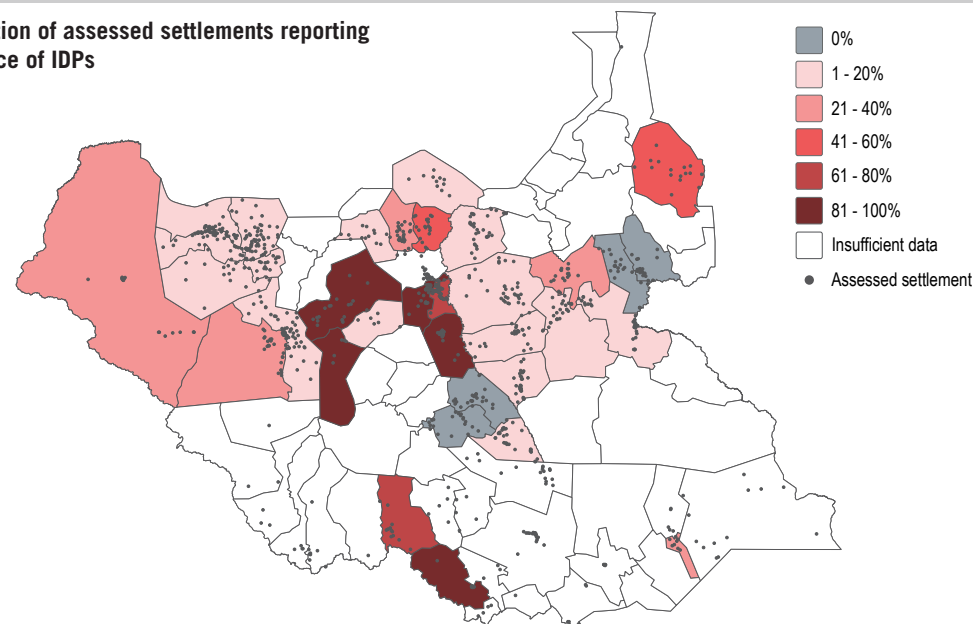 tion of assessed settlements reporting
ce of IDPs
0%
1 - 20%
21 - 40%
41 - 60%
61 - 80%
81 - 100%
Insufficient data
Assessed settlement